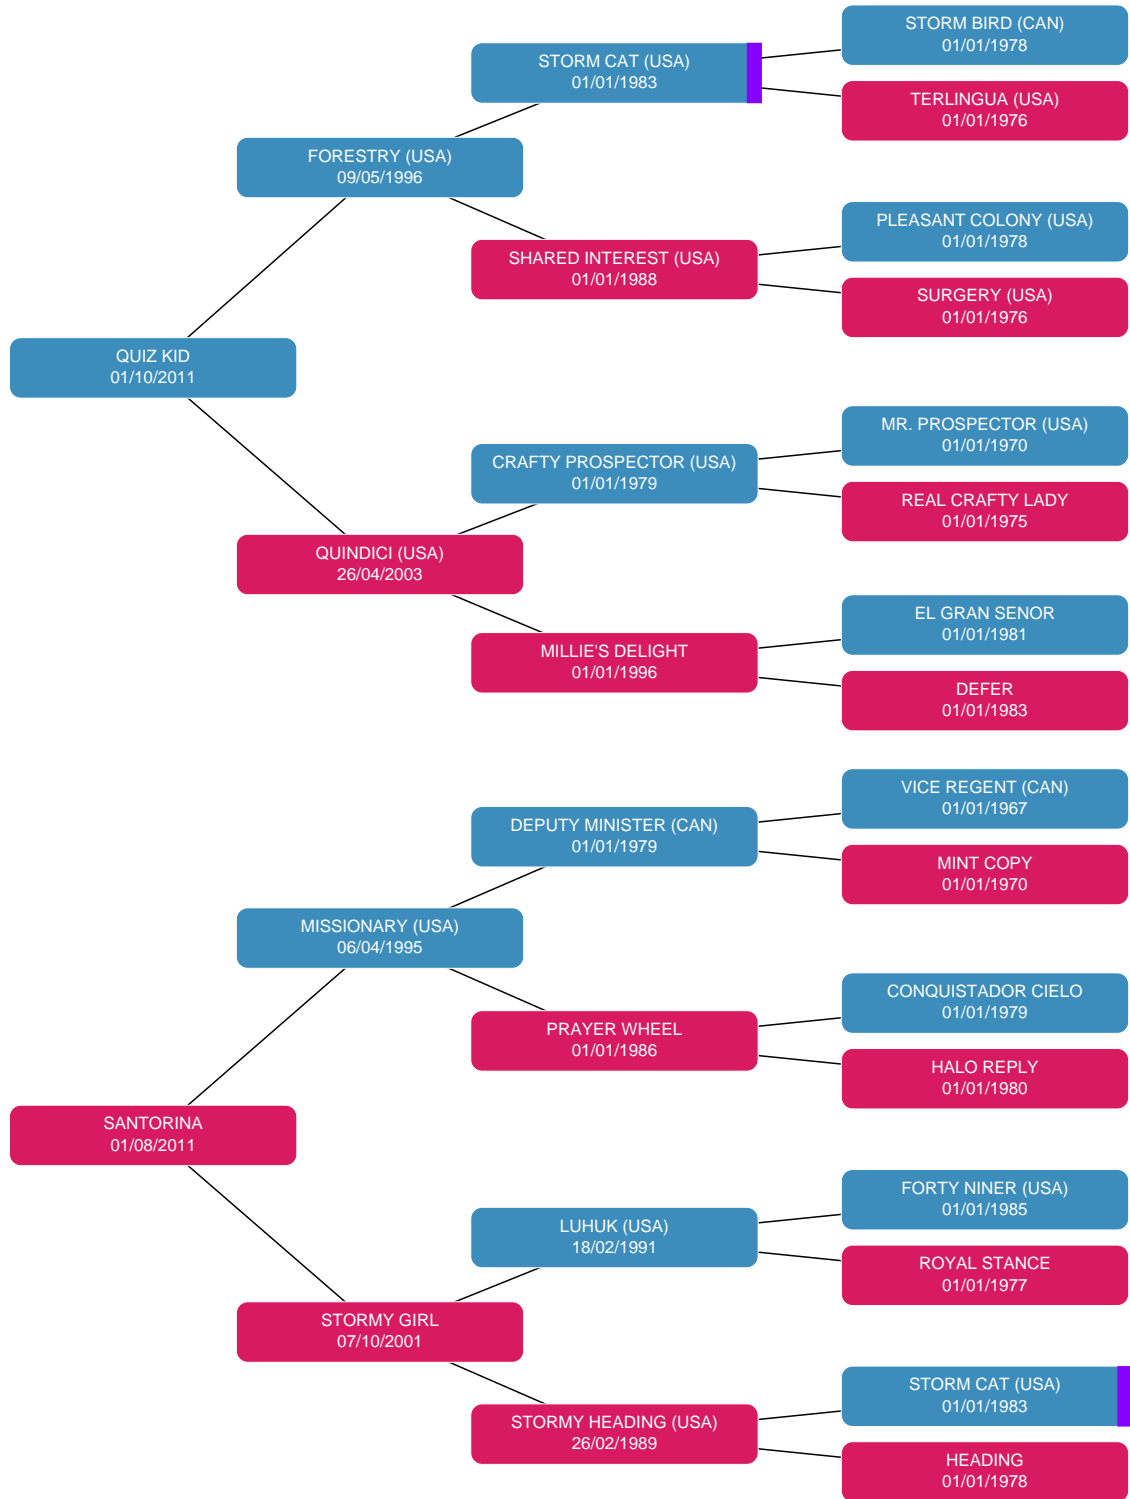 STORM BIRD (CAN)
01/01/1978
STORM CAT (USA)
01/01/1983
TERLINGUA (USA)
01/01/1976
FORESTRY (USA)
09/05/1996
PLEASANT COLONY (USA)
01/01/1978
SHARED INTEREST (USA)
01/01/1988
SURGERY (USA)
01/01/1976
QUIZ KID
01/10/2011
MR. PROSPECTOR (USA)
01/01/1970
CRAFTY PROSPECTOR (USA)
01/01/1979
REAL CRAFTY LADY
01/01/1975
QUINDICI (USA)
26/04/2003
EL GRAN SENOR
01/01/1981
MILLIE'S DELIGHT
01/01/1996
DEFER
01/01/1983
VICE REGENT (CAN)
01/01/1967
DEPUTY MINISTER (CAN)
01/01/1979
MINT COPY
01/01/1970
MISSIONARY (USA)
06/04/1995
CONQUISTADOR CIELO
01/01/1979
PRAYER WHEEL
01/01/1986
HALO REPLY
01/01/1980
SANTORINA
01/08/2011
FORTY NINER (USA)
01/01/1985
LUHUK (USA)
18/02/1991
ROYAL STANCE
01/01/1977
STORMY GIRL
07/10/2001
STORM CAT (USA)
01/01/1983
STORMY HEADING (USA)
26/02/1989
HEADING
01/01/1978